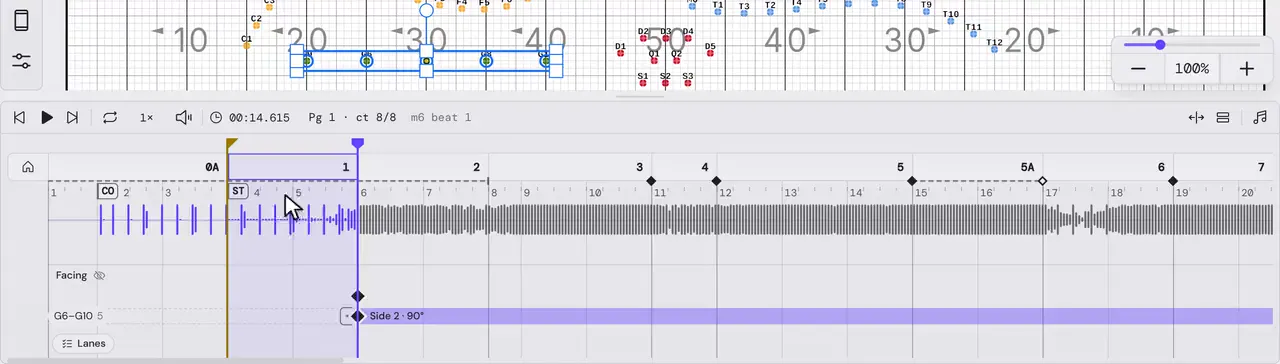 C3 F4 F5 T1 T3 T2 T4 T9
C2 T10
C1 T11
T12
10 20 30 40 50 40 20 10
D2 D3 D4
D1 Q1 Q2 D5
S1 S2 S3
100%
1× 00:14.615 Pg 1 · ct 8/8 m6 beat 1
0A 1 2 3 4 5 5A 6 7
1 CO 2 3 ST 4 5 6 7 8 9 10 11 12 13 14 15 16 17 18 19 20
Facing
G6–G10 5 Side 2 · 90°
Lanes